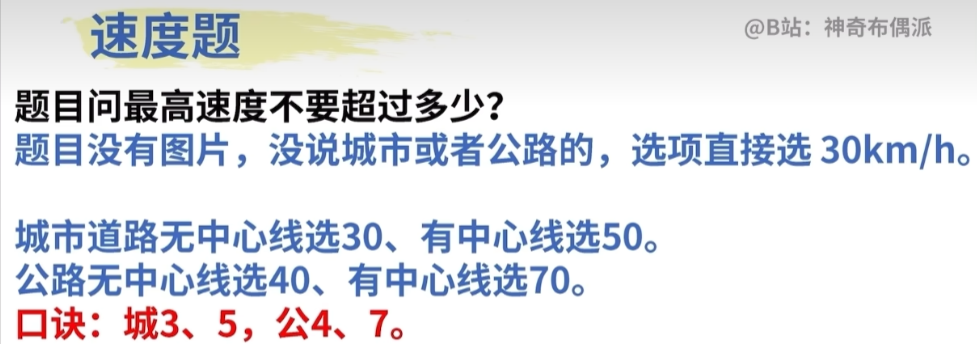 速度题
@B站：神奇布偶派
题目问最高速度不要超过多少？
题目没有图片，没说城市或者公路的，选项直接选 30km/h。
城市道路无中心线选30、有中心线选50。
公路无中心线选40、有中心线选70。
口诀：城3、5，公4、7。